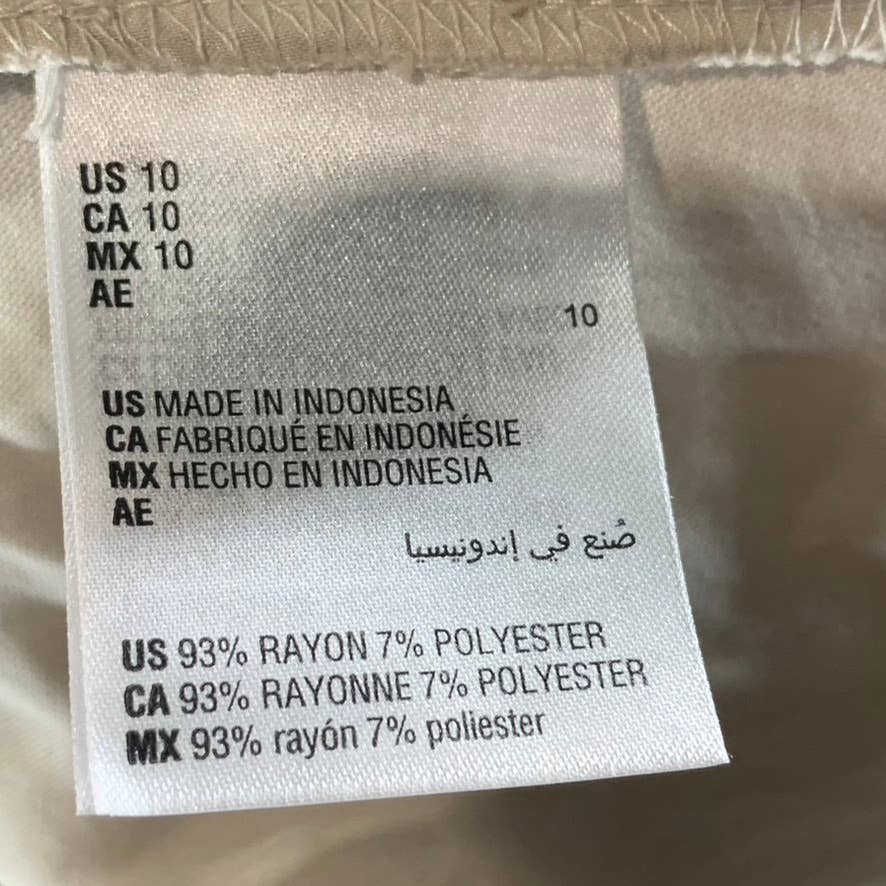 US 10
CA 10
MX 10
AE
10
US MADE IN INDONESIA
CA FABRIQUÉ EN INDONÉSIE
MX HECHO EN INDONESIA
AE
صُنع في إندونيسيا
US 93% RAYON 7% POLYESTER
CA 93% RAYONNE 7% POLYESTER
MX 93% rayón 7% poliester